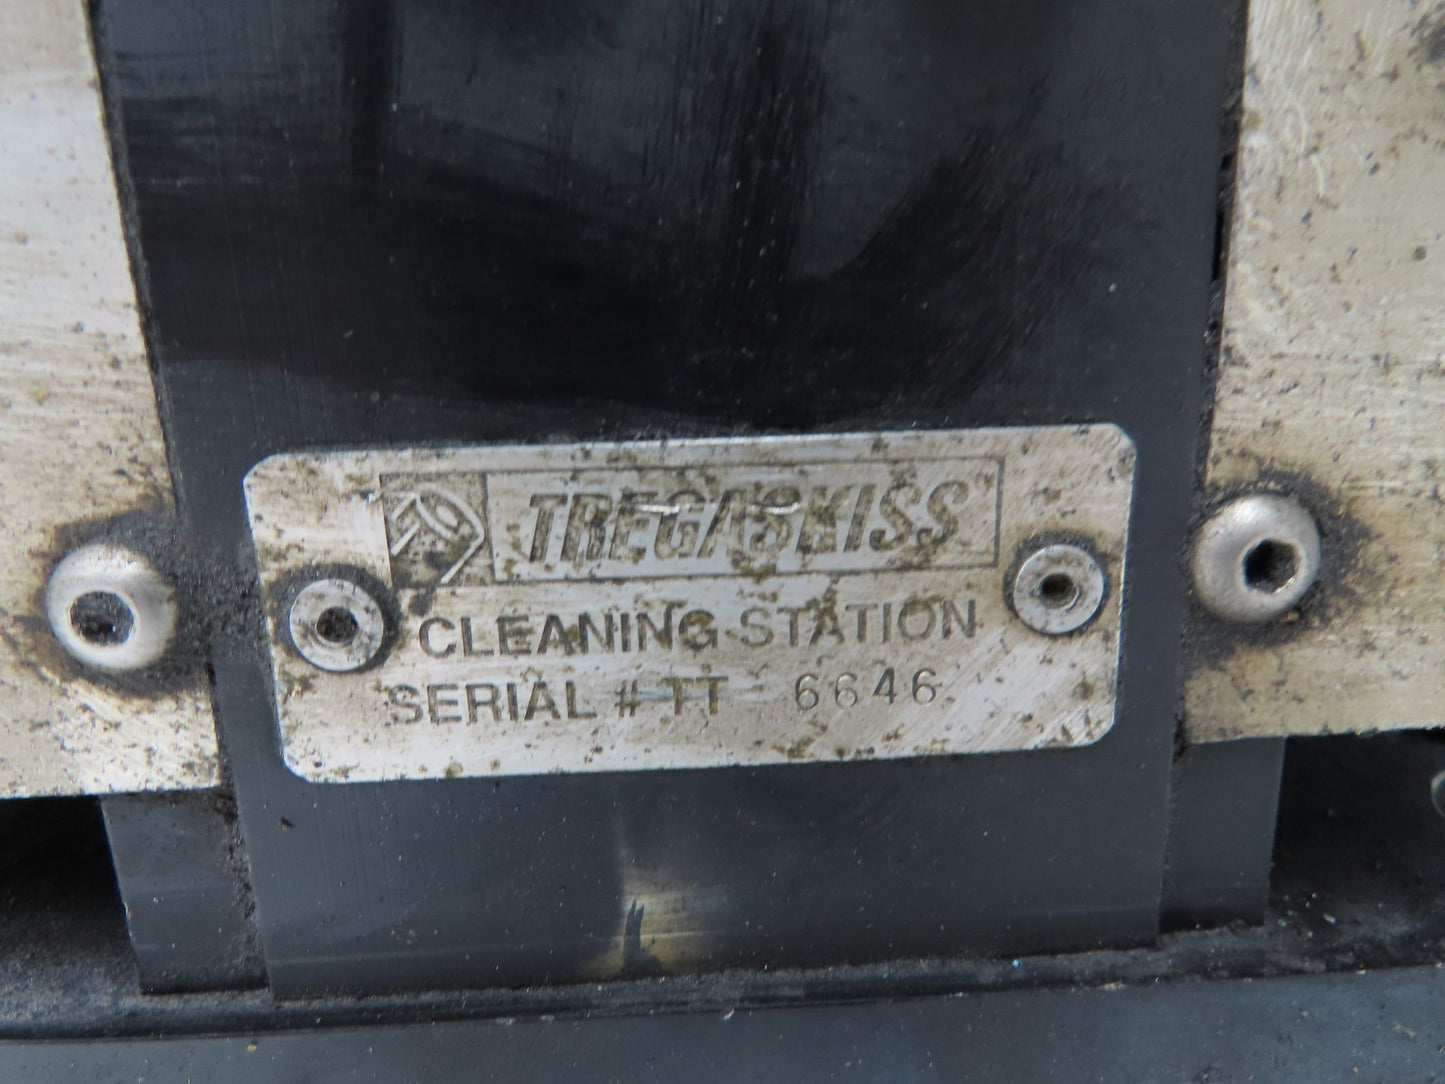 TREGASKISS
CLEANING STATION
SERIAL # TT 6646